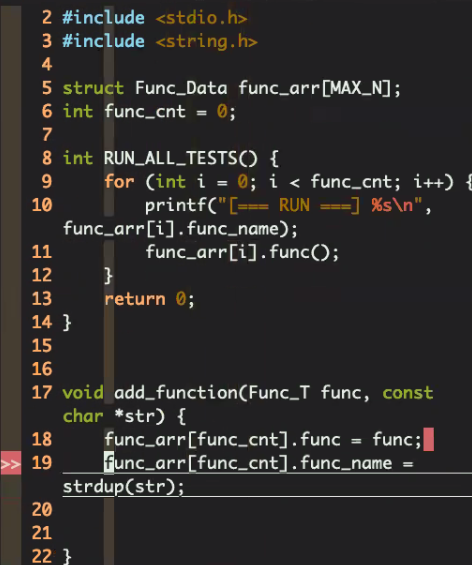 2 #include <stdio.h>
3 #include <string.h>
4
5 struct Func_Data func_arr[MAX_N];
6 int func_cnt = 0;
7
8 int RUN_ALL_TESTS() {
9     for (int i = 0; i < func_cnt; i++) {
10         printf("[=== RUN ===] %s\n",
func_arr[i].func_name);
11         func_arr[i].func();
12     }
13     return 0;
14 }
15
16
17 void add_function(Func_T func, const
char *str) {
18     func_arr[func_cnt].func = func;
>> 19     func_arr[func_cnt].func_name =
strdup(str);
20
21
22 }